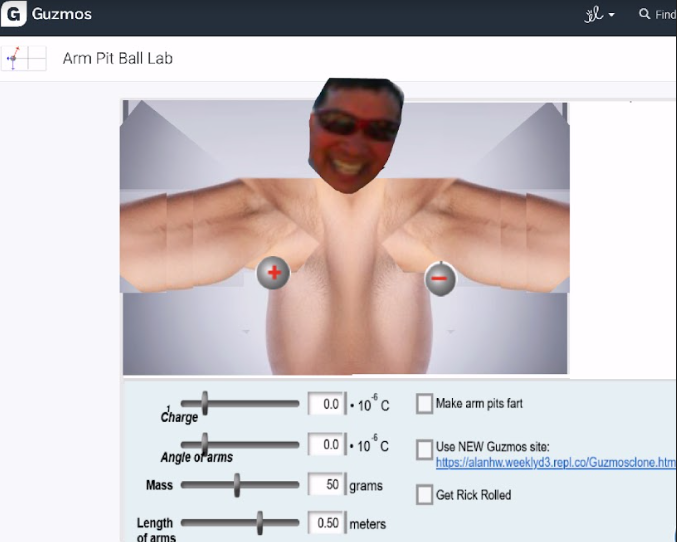 Guzmos
Find
Arm Pit Ball Lab
+
−
Charge
0.0 • 10⁻⁶ C
Make arm pits fart
Angle of arms
0.0 • 10⁻⁶ C
Use NEW Guzmos site:
https://alanhw.weeklyd3.repl.co/Guzmosclone.htm
Mass 50 grams
Get Rick Rolled
Length
of arms
0.50 meters